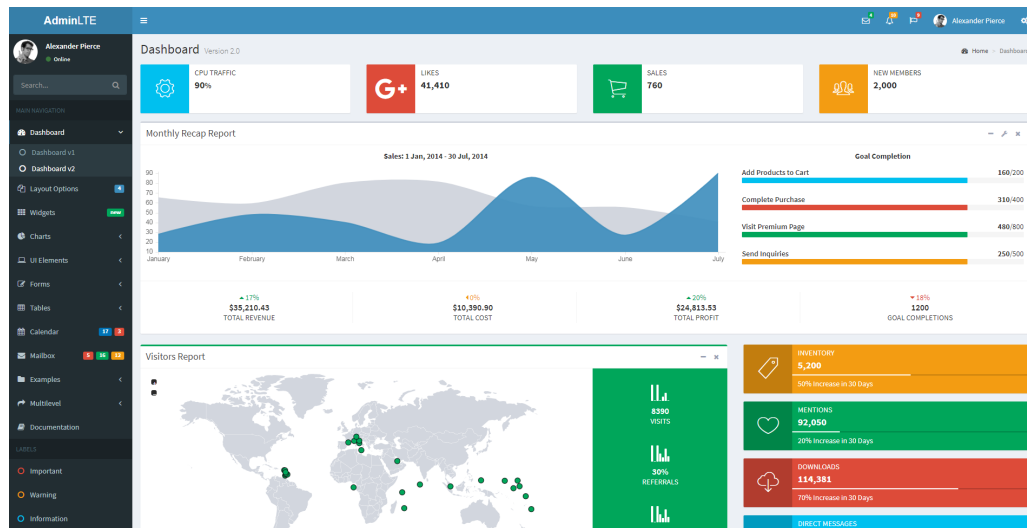 AdminLTE
4
10
9
Alexander Pierce
Alexander Pierce
Online
Search...
MAIN NAVIGATION
Dashboard
Dashboard v1
Dashboard v2
Layout Options 4
Widgets new
Charts
UI Elements
Forms
Tables
Calendar 17 3
Mailbox 5 16 12
Examples
Multilevel
Documentation
LABELS
Important
Warning
Information
Dashboard Version 2.0
Home > Dashboard
CPU TRAFFIC
90%
G+
LIKES
41,410
SALES
760
NEW MEMBERS
2,000
Monthly Recap Report
Sales: 1 Jan, 2014 - 30 Jul, 2014
90
80
70
60
50
40
30
20
10
January February March April May June July
Goal Completion
Add Products to Cart 160/200
Complete Purchase 310/400
Visit Premium Page 480/800
Send Inquiries 250/500
17%
$35,210.43
TOTAL REVENUE
0%
$10,390.90
TOTAL COST
20%
$24,813.53
TOTAL PROFIT
18%
1200
GOAL COMPLETIONS
Visitors Report
8390
VISITS
30%
REFERRALS
INVENTORY
5,200
50% Increase in 30 Days
MENTIONS
92,050
20% Increase in 30 Days
DOWNLOADS
114,381
70% Increase in 30 Days
DIRECT MESSAGES